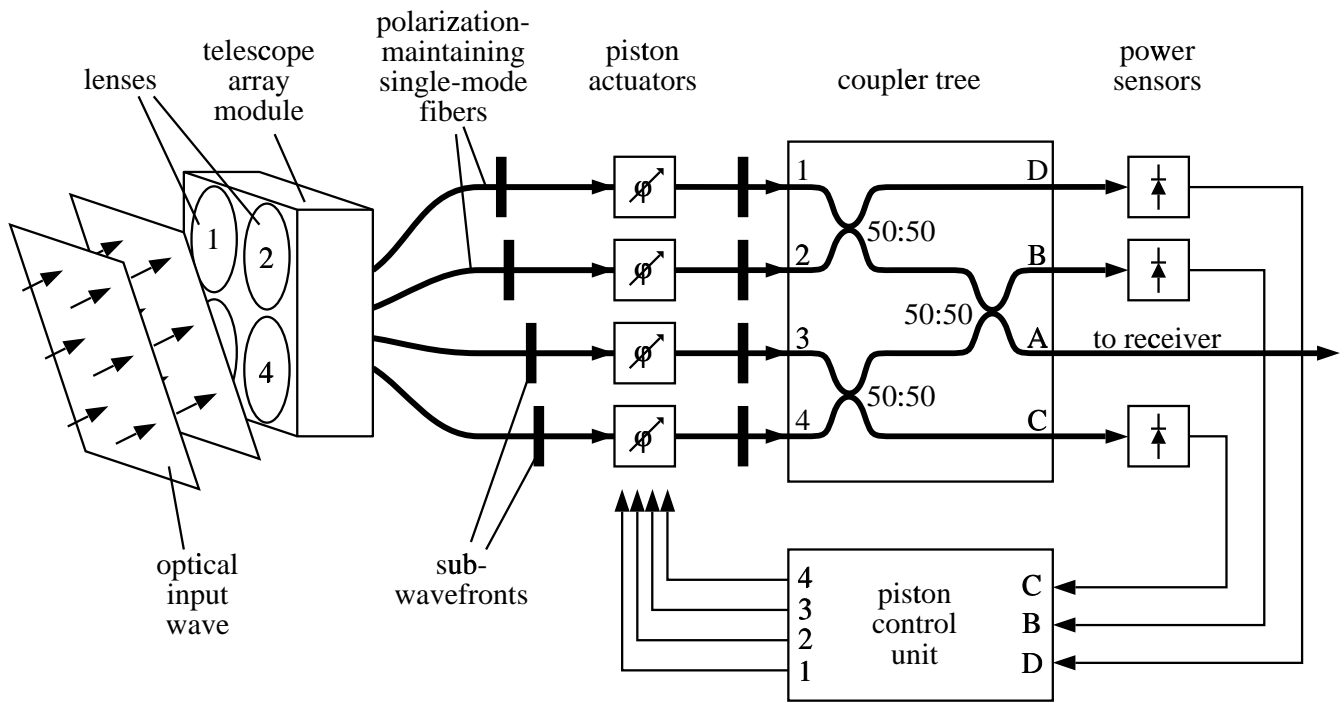 lenses
telescope
array
module
polarization-
maintaining
single-mode
fibers
piston
actuators
coupler tree
power
sensors
1
2
4
φ
φ
φ
φ
1
2
3
4
50:50
50:50
50:50
D
B
A
C
to receiver
optical
input
wave
sub-
wavefronts
4
3
2
1
piston
control
unit
C
B
D